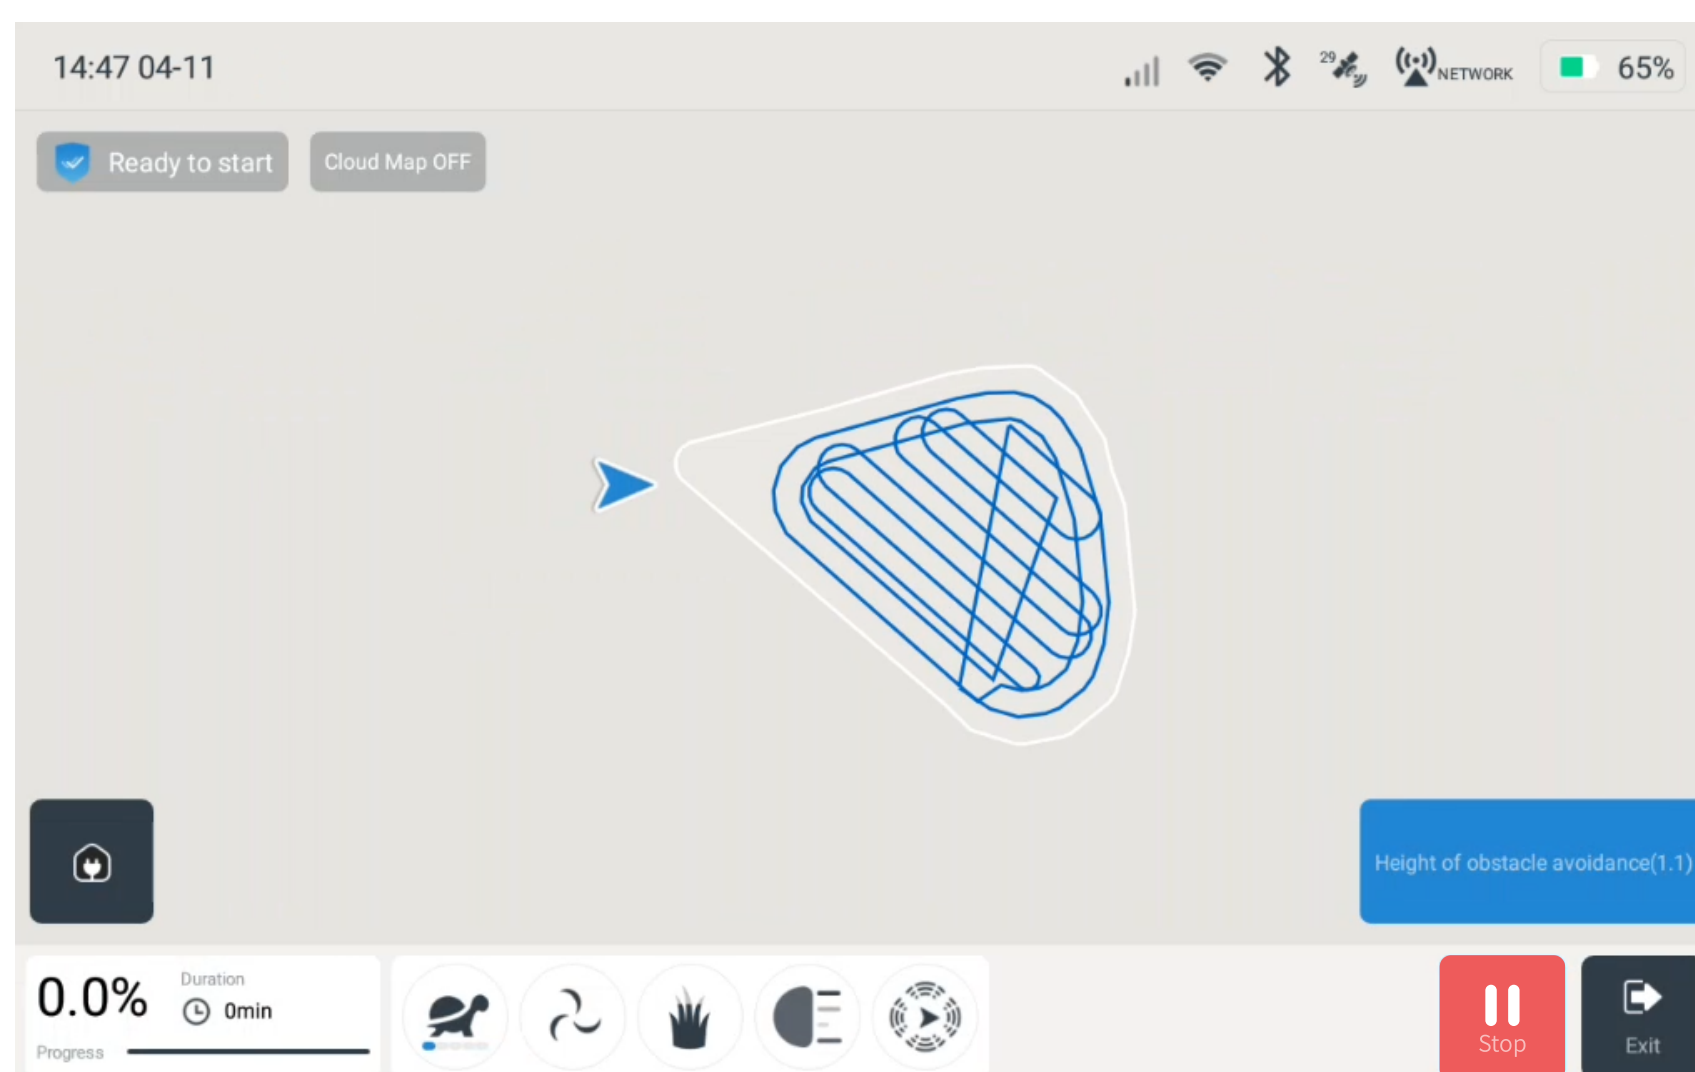 14:47 04-11
29
NETWORK
65%
Ready to start
Cloud Map OFF
Height of obstacle avoidance(1.1)
0.0%
Duration
0min
Progress
Stop
Exit